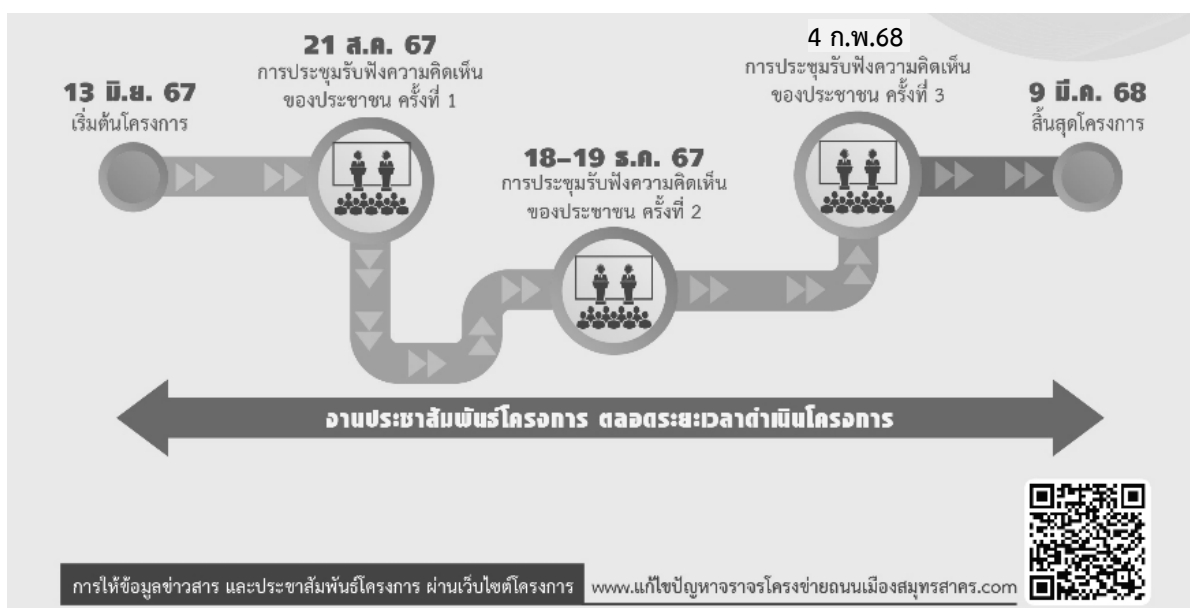 13 มิ.ย. 67
เริ่มต้นโครงการ
21 ส.ค. 67
การประชุมรับฟังความคิดเห็น
ของประชาชน ครั้งที่ 1
18-19 ธ.ค. 67
การประชุมรับฟังความคิดเห็น
ของประชาชน ครั้งที่ 2
4 ก.พ.68
การประชุมรับฟังความคิดเห็น
ของประชาชน ครั้งที่ 3
9 มี.ค. 68
สิ้นสุดโครงการ
งานประชาสัมพันธ์โครงการ ตลอดระยะเวลาดำเนินโครงการ
การให้ข้อมูลข่าวสาร และประชาสัมพันธ์โครงการ ผ่านเว็บไซต์โครงการ www.แก้ไขปัญหาจราจรโครงข่ายถนนเมืองสมุทรสาคร.com